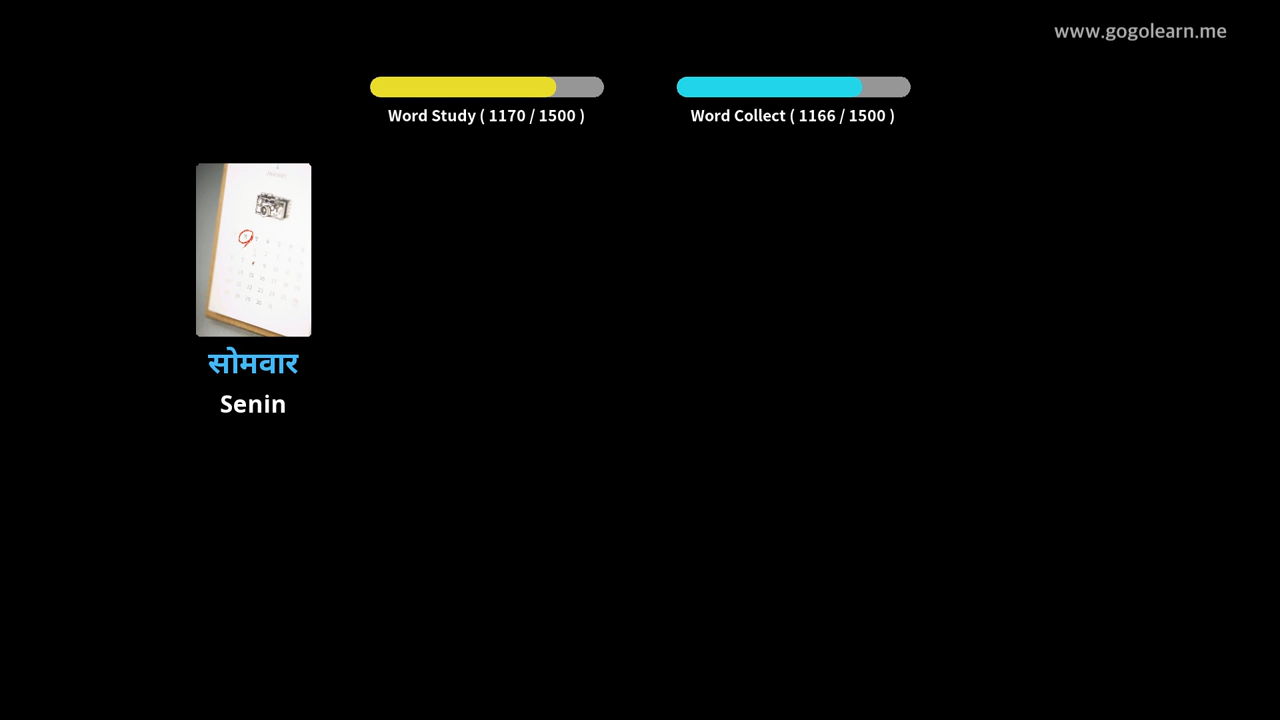 www.gogolearn.me
Word Study ( 1170 / 1500 )
Word Collect ( 1166 / 1500 )
सोमवार
Senin